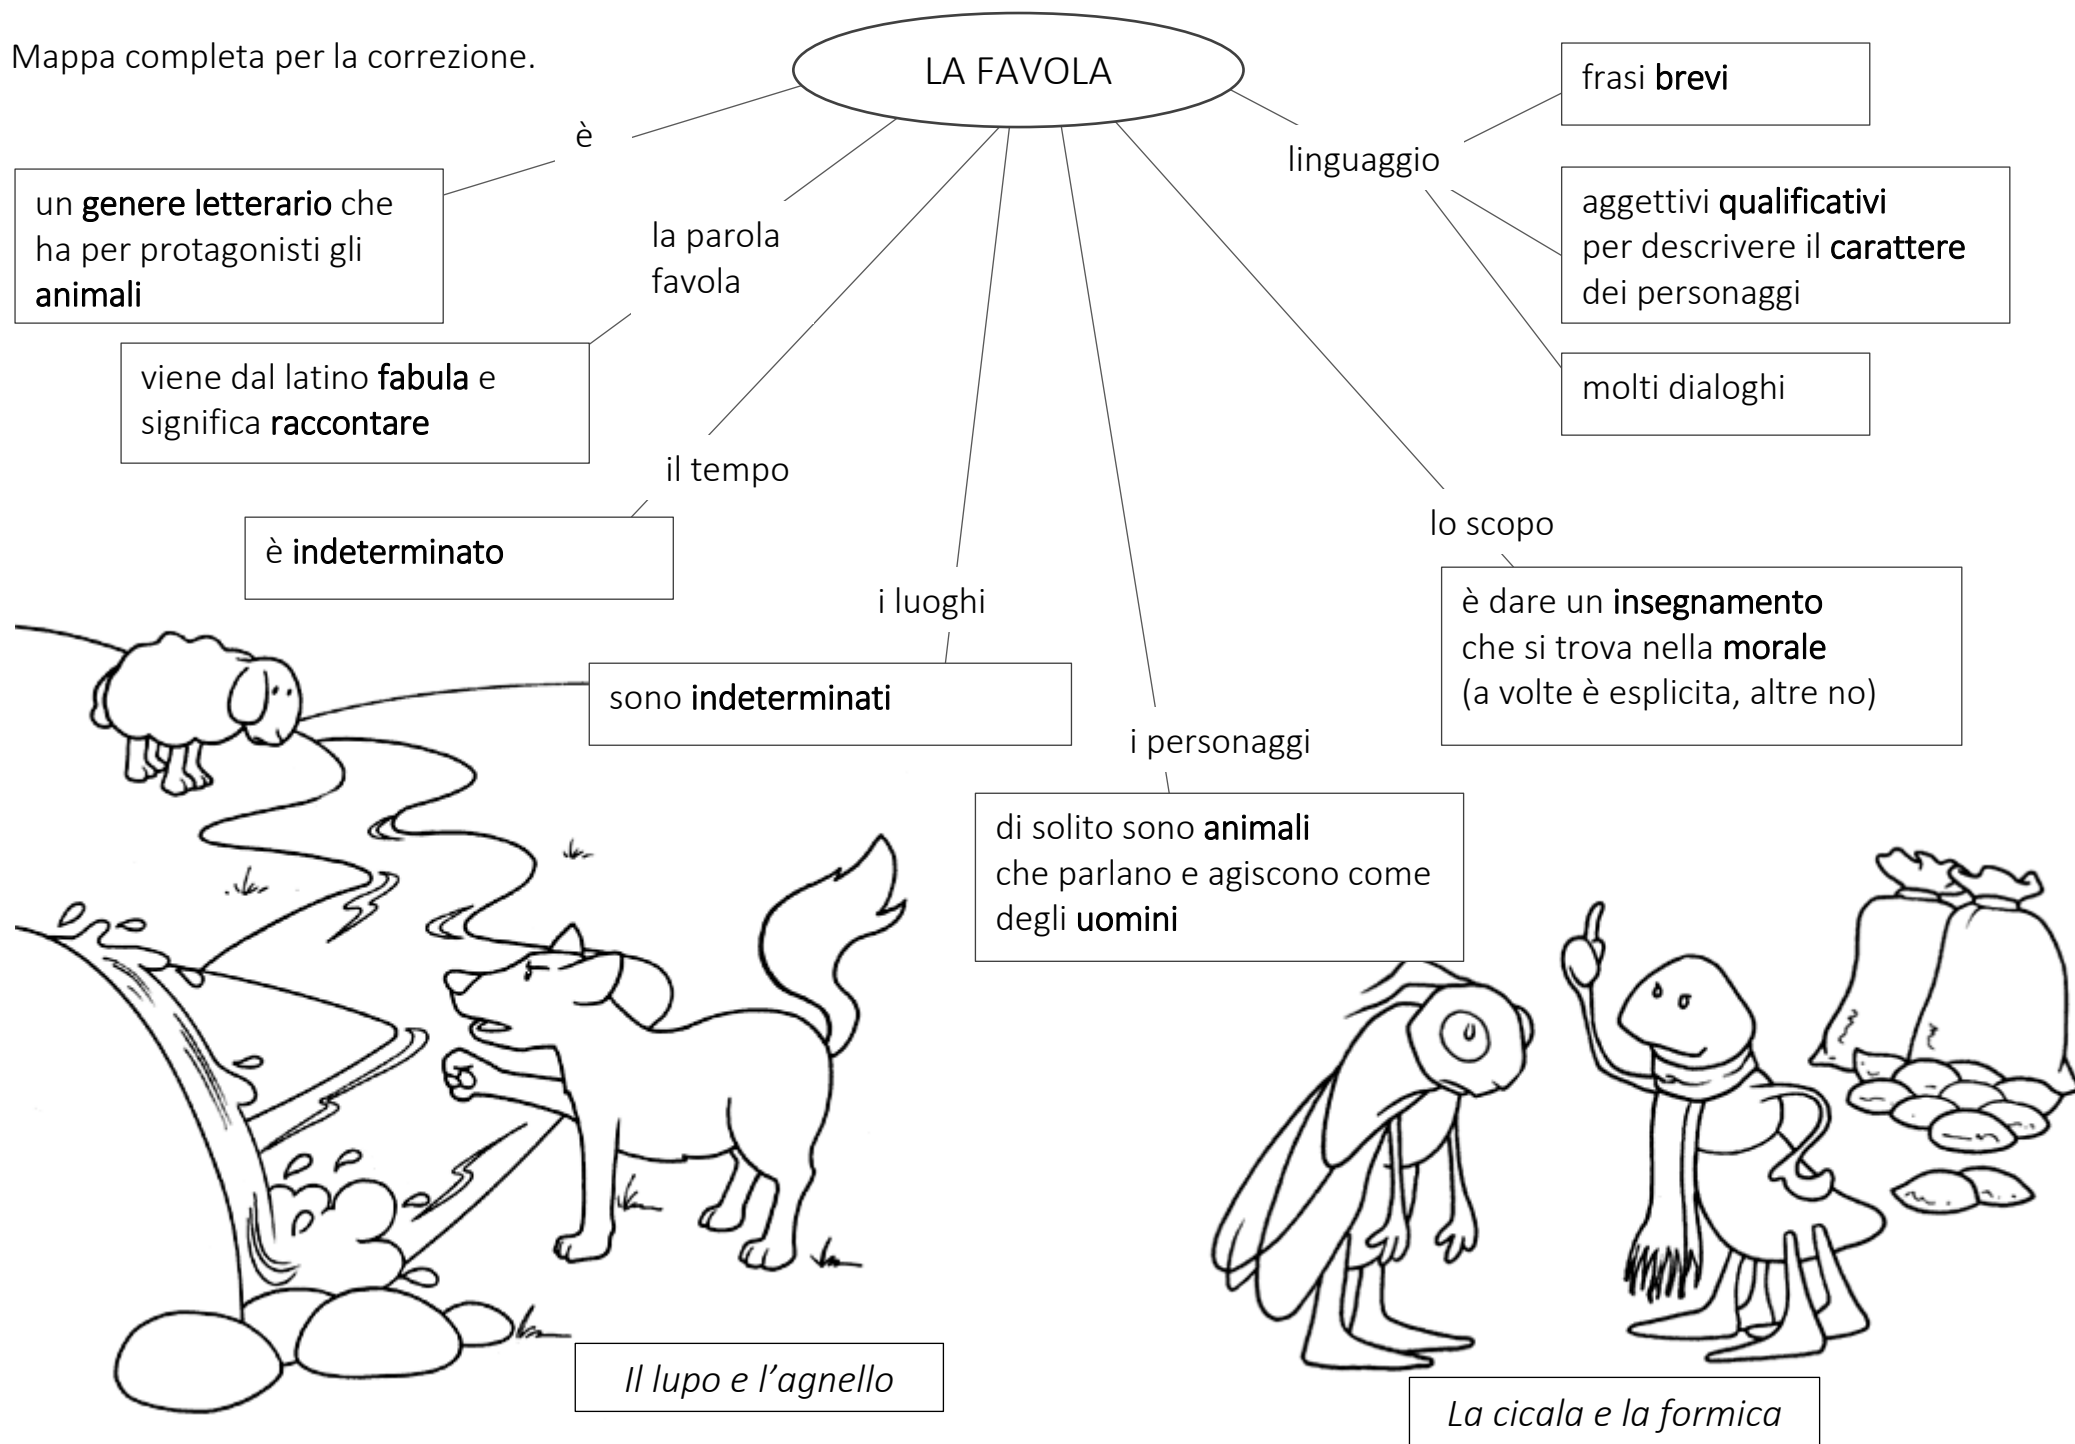 Mappa completa per la correzione.
LA FAVOLA
è
un genere letterario che
ha per protagonisti gli
animali
la parola
favola
viene dal latino fabula e
significa raccontare
il tempo
è indeterminato
i luoghi
sono indeterminati
i personaggi
di solito sono animali
che parlano e agiscono come
degli uomini
lo scopo
è dare un insegnamento
che si trova nella morale
(a volte è esplicita, altre no)
linguaggio
frasi brevi
aggettivi qualificativi
per descrivere il carattere
dei personaggi
molti dialoghi
Il lupo e l’agnello
La cicala e la formica